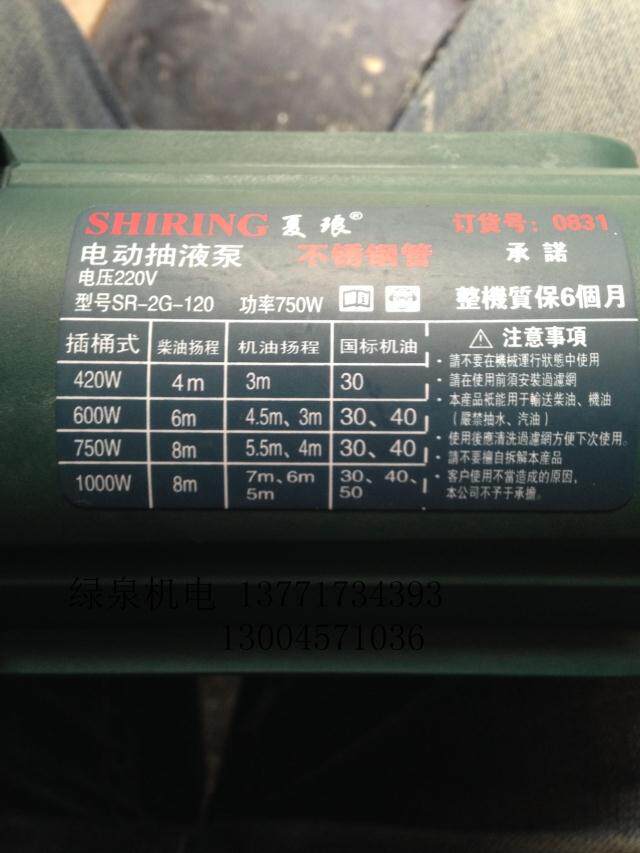 SHIRING 夏琅® 订货号: 0831
电动抽液泵 不锈钢管 承諾
电压220V
型号SR-2G-120 功率750W 整機質保6個月
插桶式 柴油扬程 机油扬程 国标机油
420W 4m 3m 30
600W 6m 4.5m、3m 30、40
750W 8m 5.5m、4m 30、40
1000W 8m 7m、6m 5m 30、40、50
注意事項
·請不要在機械運行狀態中使用
·請在使用前須安裝過濾網
·本產品衹能用于輸送柴油、機油
(嚴禁抽水、汽油)
·使用後應清洗過濾網方便下次使用。
·請不要擅自拆解本産品
·客户使用不當造成的原因,
本公司不予于承擔。
绿泉机电 13771734393
13004571036